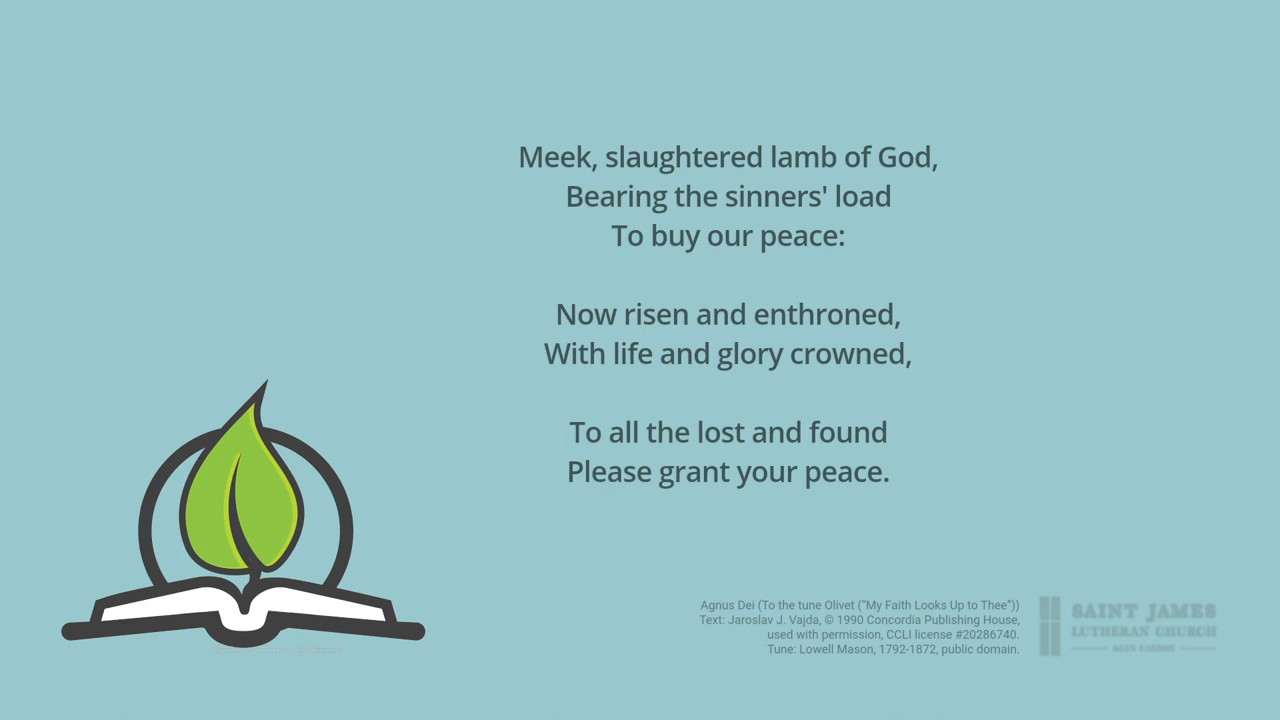 Meek, slaughtered lamb of God,
Bearing the sinners' load
To buy our peace:
Now risen and enthroned,
With life and glory crowned,
To all the lost and found
Please grant your peace.
Agnus Dei (To the tune Olivet ("My Faith Looks Up to Thee"))
Text: Jaroslav J. Vajda, © 1990 Concordia Publishing House,
used with permission, CCLI license #20286740.
Tune: Lowell Mason, 1792-1872, public domain.
SAINT JAMES
LUTHERAN CHURCH